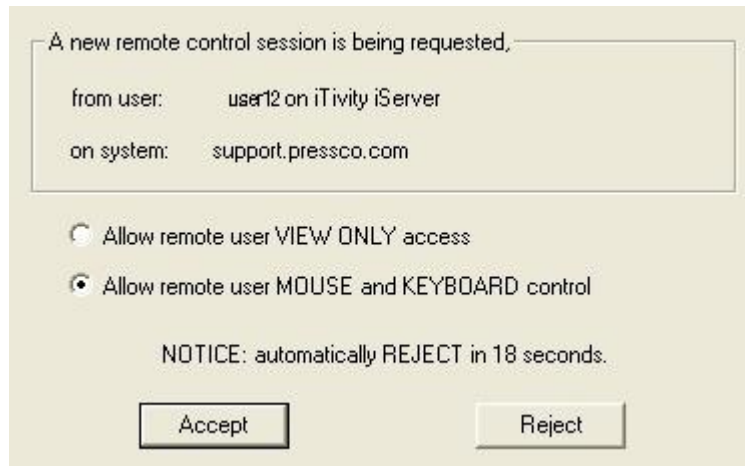 A new remote control session is being requested,
from user: user12 on iTivity iServer
on system: support.pressco.com
Allow remote user VIEW ONLY access
Allow remote user MOUSE and KEYBOARD control
NOTICE: automatically REJECT in 18 seconds.
Accept Reject